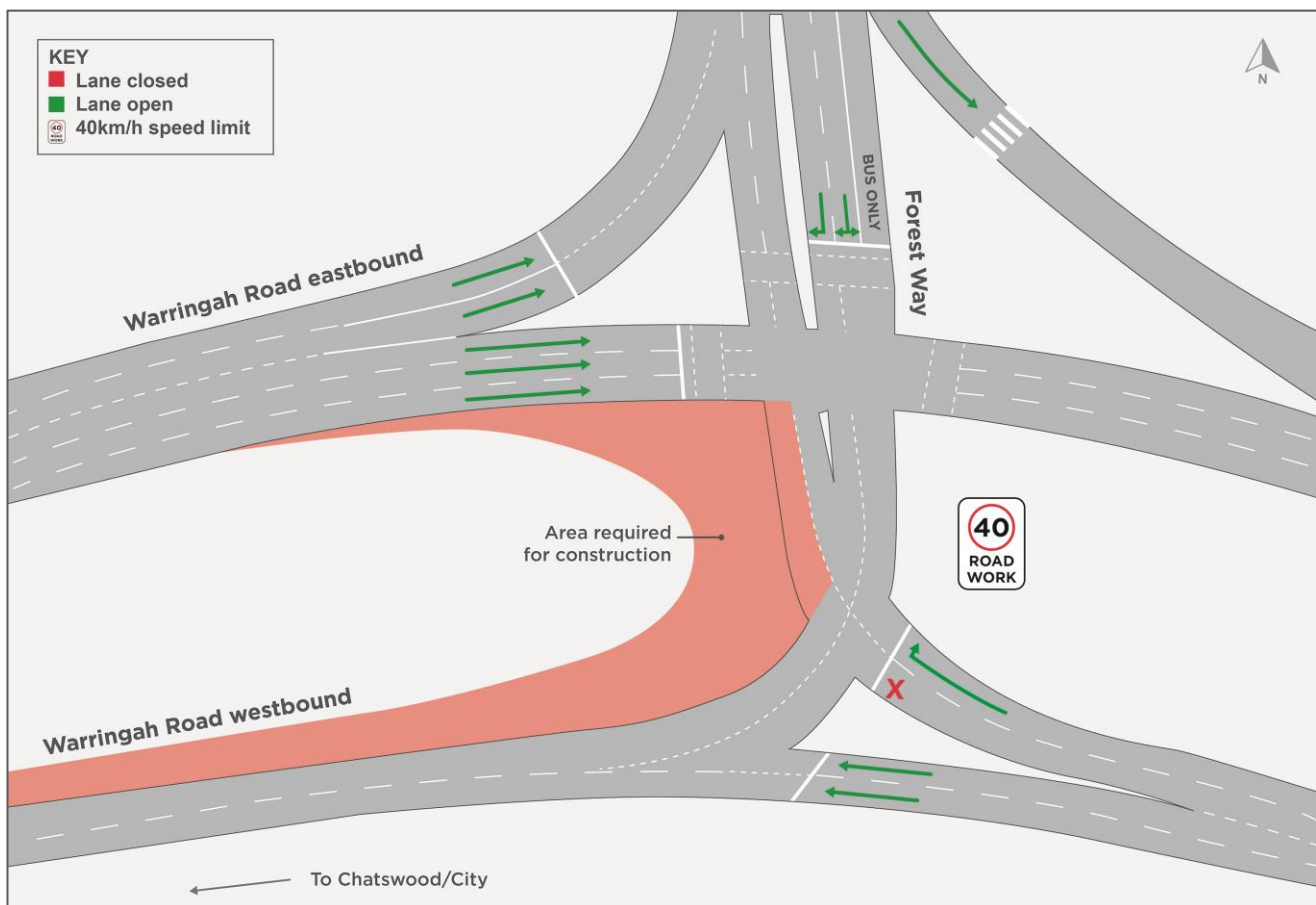 KEY
Lane closed
Lane open
40 ROAD WORK
40km/h speed limit
N
BUS ONLY
Forest Way
Warringah Road eastbound
Area required
for construction
40
ROAD
WORK
X
Warringah Road westbound
To Chatswood/City